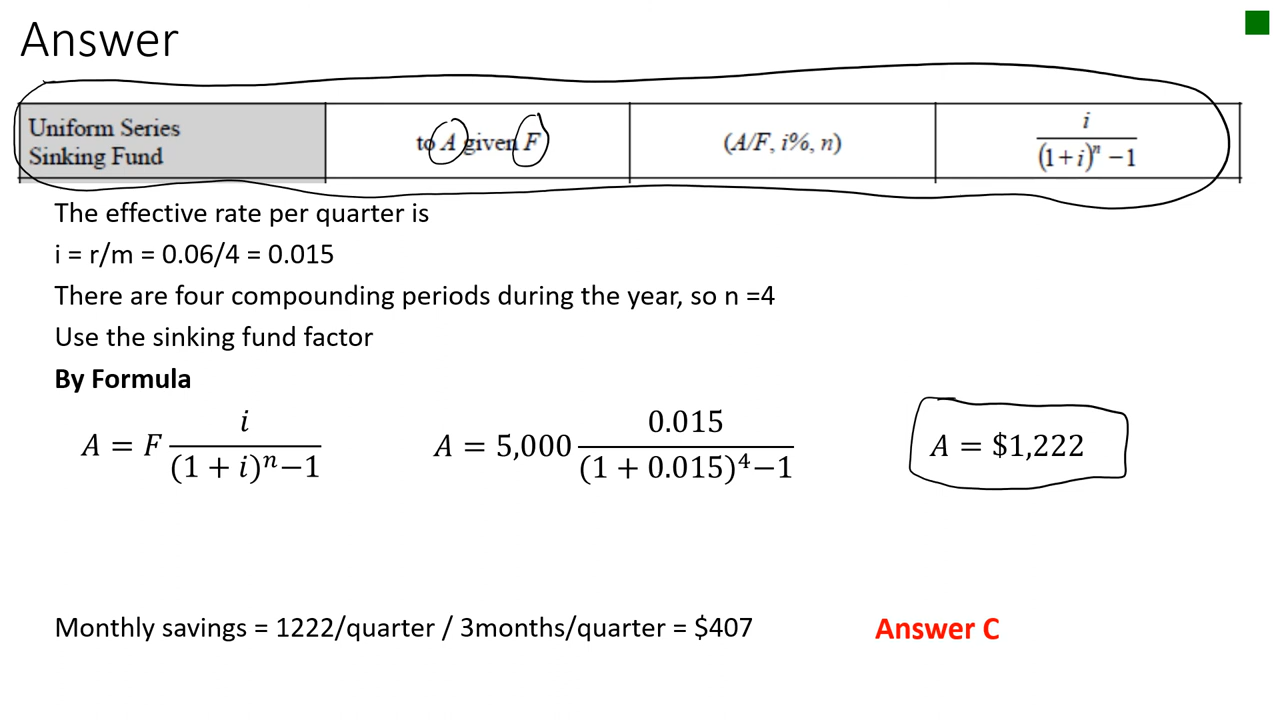 Answer
Uniform Series
Sinking Fund
to A given F
(A/F, i%, n)
i
(1+i)ⁿ −1
The effective rate per quarter is
i = r/m = 0.06/4 = 0.015
There are four compounding periods during the year, so n =4
Use the sinking fund factor
By Formula
A = F i / (1 + i)ⁿ−1
A = 5,000 0.015 / (1 + 0.015)⁴−1
A = $1,222
Monthly savings = 1222/quarter / 3months/quarter = $407
Answer C